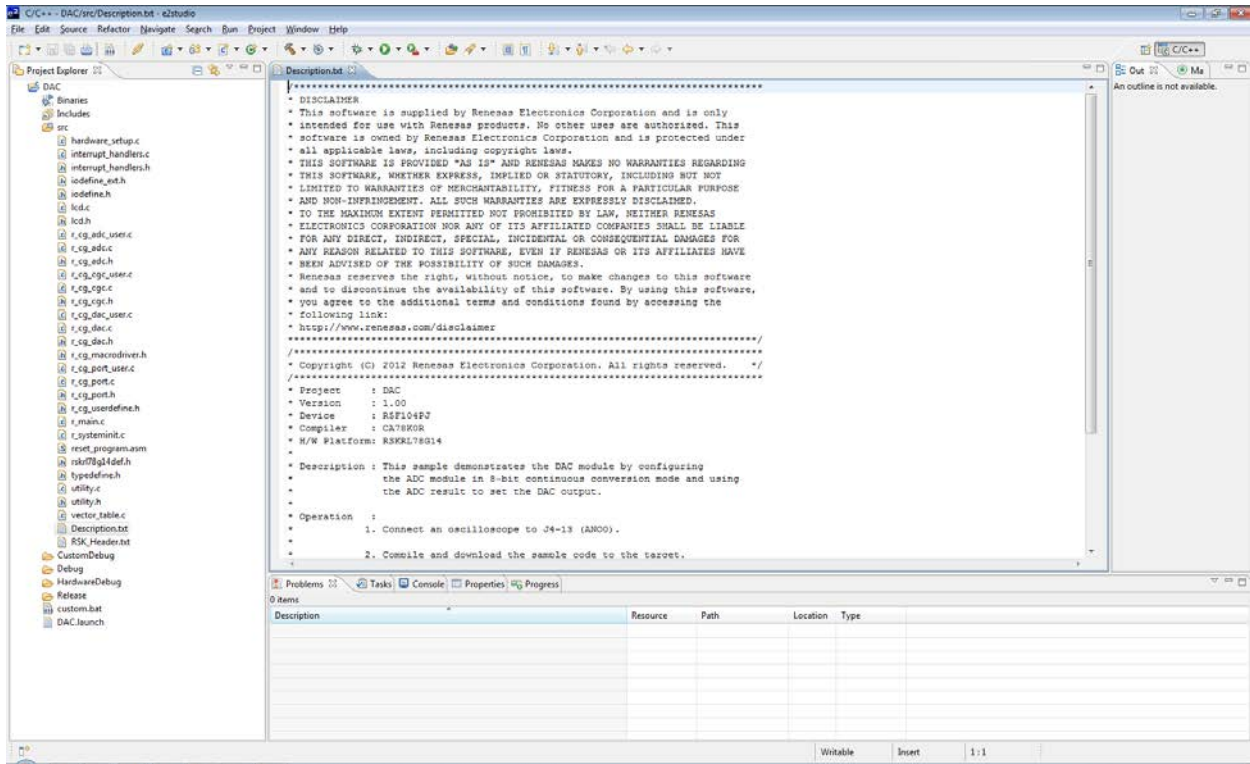 C/C++ - DAC/src/Description.txt - e2studio
File Edit Source Refactor Navigate Search Run Project Window Help
C/C++
Project Explorer
Description.txt
Out
Ma
DAC
Binaries
Includes
src
hardware_setup.c
interrupt_handlers.c
interrupt_handlers.h
iodefine_ext.h
iodefine.h
lcd.c
lcd.h
r_cg_adc_user.c
r_cg_adc.c
r_cg_adc.h
r_cg_cgc_user.c
r_cg_cgc.c
r_cg_cgc.h
r_cg_dac_user.c
r_cg_dac.c
r_cg_dac.h
r_cg_macrodriver.h
r_cg_port_user.c
r_cg_port.c
r_cg_port.h
r_cg_userdefine.h
r_main.c
r_systeminit.c
reset_program.asm
rskrl78g14def.h
typedefine.h
utility.c
utility.h
vector_table.c
Description.txt
RSK_Header.txt
CustomDebug
Debug
HardwareDebug
Release
custom.bat
DAC.launch
/***********************************************************************
* DISCLAIMER
* This software is supplied by Renesas Electronics Corporation and is only
* intended for use with Renesas products. No other uses are authorized. This
* software is owned by Renesas Electronics Corporation and is protected under
* all applicable laws, including copyright laws.
* THIS SOFTWARE IS PROVIDED "AS IS" AND RENESAS MAKES NO WARRANTIES REGARDING
* THIS SOFTWARE, WHETHER EXPRESS, IMPLIED OR STATUTORY, INCLUDING BUT NOT
* LIMITED TO WARRANTIES OF MERCHANTABILITY, FITNESS FOR A PARTICULAR PURPOSE
* AND NON-INFRINGEMENT. ALL SUCH WARRANTIES ARE EXPRESSLY DISCLAIMED.
* TO THE MAXIMUM EXTENT PERMITTED NOT PROHIBITED BY LAW, NEITHER RENESAS
* ELECTRONICS CORPORATION NOR ANY OF ITS AFFILIATED COMPANIES SHALL BE LIABLE
* FOR ANY DIRECT, INDIRECT, SPECIAL, INCIDENTAL OR CONSEQUENTIAL DAMAGES FOR
* ANY REASON RELATED TO THIS SOFTWARE, EVEN IF RENESAS OR ITS AFFILIATES HAVE
* BEEN ADVISED OF THE POSSIBILITY OF SUCH DAMAGES.
* Renesas reserves the right, without notice, to make changes to this software
* and to discontinue the availability of this software. By using this software,
* you agree to the additional terms and conditions found by accessing the
* following link:
* http://www.renesas.com/disclaimer
***********************************************************************/
/***********************************************************************
* Copyright (C) 2012 Renesas Electronics Corporation. All rights reserved. */
/***********************************************************************
* Project : DAC
* Version : 1.00
* Device : R5F104PJ
* Compiler : CA78K0R
* H/W Platform: RSKRL78G14
*
* Description : This sample demonstrates the DAC module by configuring
* the ADC module in 8-bit continuous conversion mode and using
* the ADC result to set the DAC output.
*
* Operation :
* 1. Connect an oscilloscope to J4-13 (ANO0).
*
* 2. Compile and download the sample code to the target.
An outline is not available.
Problems Tasks Console Properties Progress
0 items
Description Resource Path Location Type
Writable Insert 1:1